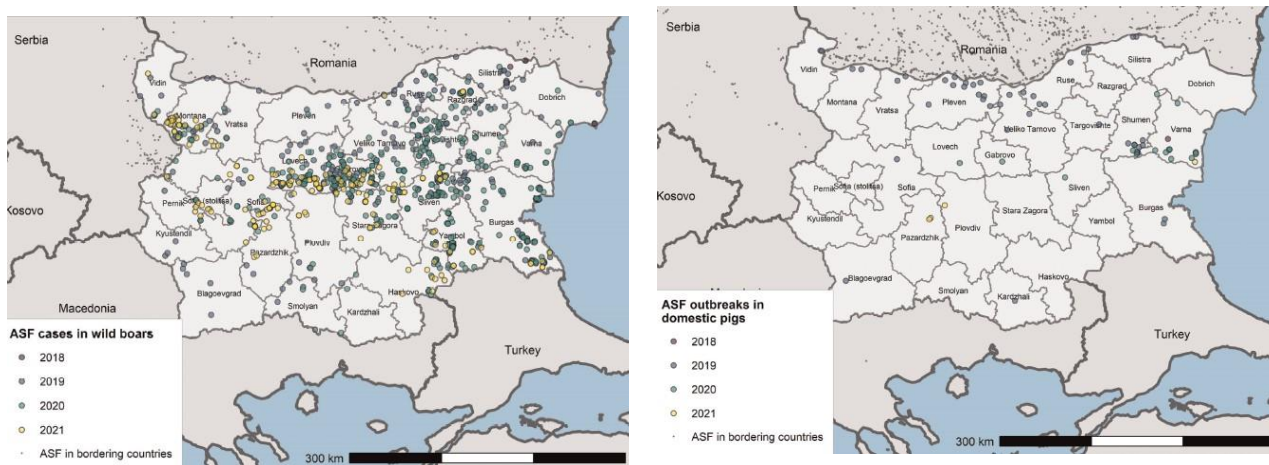 Serbia
Romania
Silistra
Vidin
Ruse
Razgrad
Dobrich
Montana
Pleven
Vratsa
Shumen
Veliko Tarnovo
Varna
Lovech
Pernik
Sofia (stolitsa)
Sofia
Sliven
Kosovo
Burgas
Kyustendil
Stara Zagora
Yambol
Plovdiv
Pazardzhik
Haskovo
Blagoevgrad
Smolyan
Kardzhali
Macedonia
Turkey
ASF cases in wild boars
2018
2019
2020
2021
ASF in bordering countries
300 km
Serbia
Romania
Silistra
Vidin
Ruse
Razgrad
Dobrich
Montana
Pleven
Vratsa
Shumen
Veliko Tarnovo
Targovishte
Varna
Lovech
Gabrovo
Pernik
Sofia (stolitsa)
Sofia
Sliven
Kosovo
Burgas
Kyustendil
Stara Zagora
Yambol
Plovdiv
Pazardzhik
Haskovo
Blagoevgrad
Smolyan
Kardzhali
Macedonia
Turkey
ASF outbreaks in
domestic pigs
2018
2019
2020
2021
ASF in bordering countries
300 km